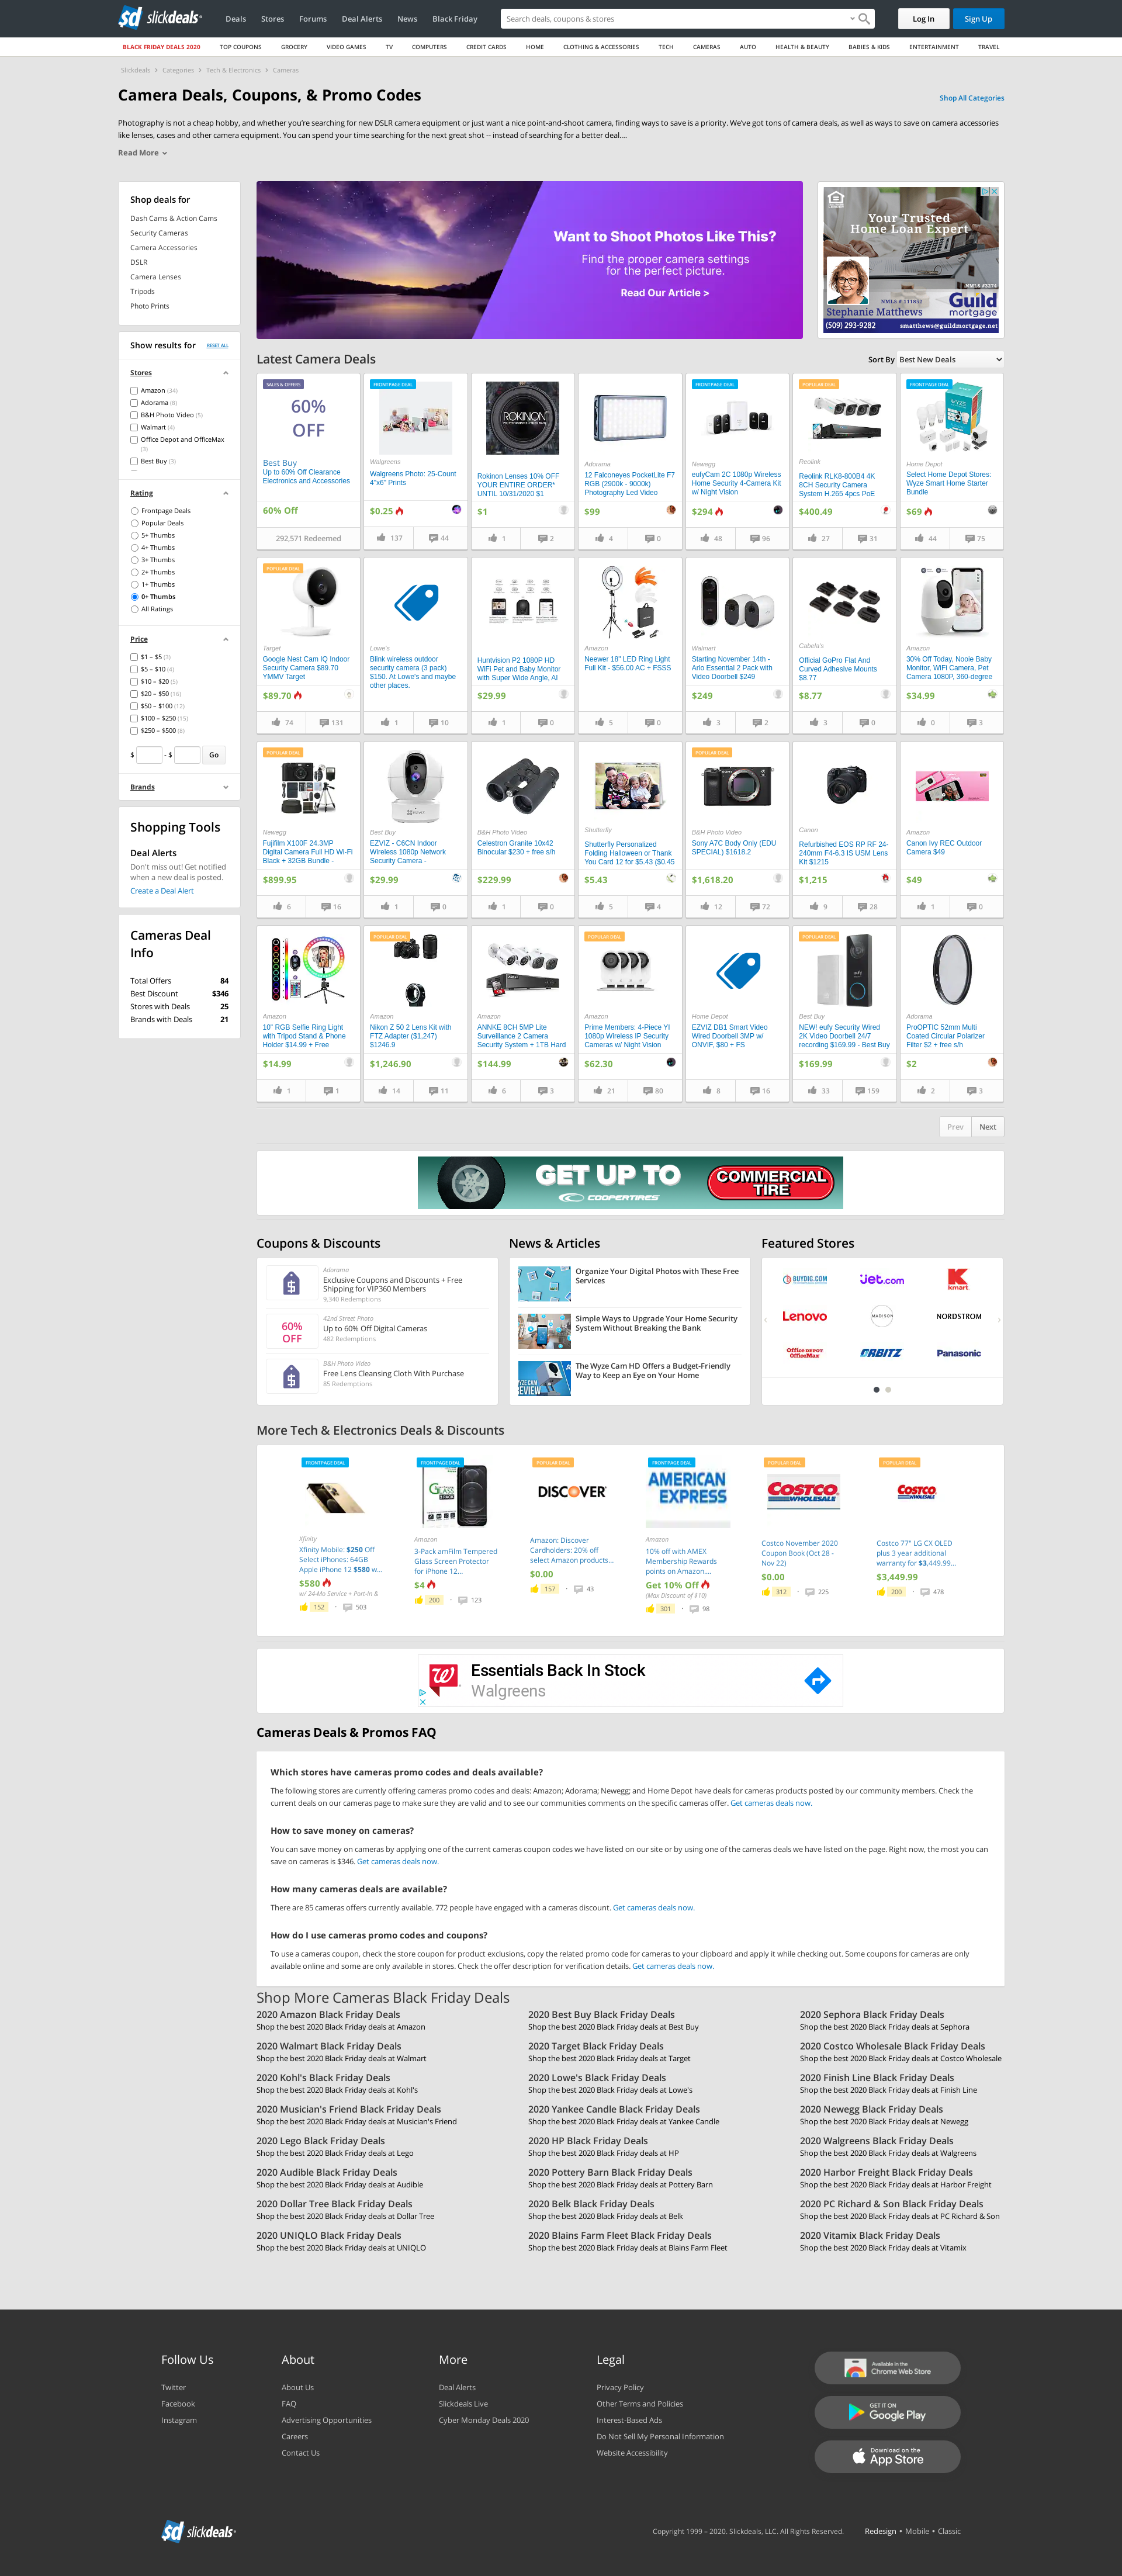 slickdeals
Deals Stores Forums Deal Alerts News Black Friday
Search deals, coupons & stores
Log In Sign Up
BLACK FRIDAY DEALS 2020 TOP COUPONS GROCERY VIDEO GAMES TV COMPUTERS CREDIT CARDS HOME CLOTHING & ACCESSORIES TECH CAMERAS AUTO HEALTH & BEAUTY BABIES & KIDS ENTERTAINMENT TRAVEL
Slickdeals > Categories > Tech & Electronics > Cameras
Camera Deals, Coupons, & Promo Codes
Shop All Categories
Photography is not a cheap hobby, and whether you're searching for new DSLR camera equipment or just want a nice point-and-shoot camera, finding ways to save is a priority. We've got tons of camera deals, as well as ways to save on camera accessories
like lenses, cases and other camera equipment. You can spend your time searching for the next great shot -- instead of searching for a better deal....
Read More
Shop deals for
Dash Cams & Action Cams
Security Cameras
Camera Accessories
DSLR
Camera Lenses
Tripods
Photo Prints
Show results for RESET ALL
Stores
Amazon (34)
Adorama (8)
B&H Photo Video (5)
Walmart (4)
Office Depot and OfficeMax
(3)
Best Buy (3)
Rating
Frontpage Deals
Popular Deals
5+ Thumbs
4+ Thumbs
3+ Thumbs
2+ Thumbs
1+ Thumbs
0+ Thumbs
All Ratings
Price
$1 – $5 (3)
$5 – $10 (4)
$10 – $20 (5)
$20 – $50 (16)
$50 – $100 (12)
$100 – $250 (15)
$250 – $500 (8)
$ - $ Go
Brands
Shopping Tools
Deal Alerts
Don't miss out! Get notified
when a new deal is posted.
Create a Deal Alert
Cameras Deal
Info
Total Offers 84
Best Discount $346
Stores with Deals 25
Brands with Deals 21
Want to Shoot Photos Like This?
Find the proper camera settings
for the perfect picture.
Read Our Article >
Your Trusted
Home Loan Expert
NMLS #3274
NMLS # 111832
Stephanie Matthews
Guild
mortgage
(509) 293-9282 smatthews@guildmortgage.net
Latest Camera Deals
Sort By Best New Deals
SALES & OFFERS
60%
OFF
Best Buy
Up to 60% Off Clearance
Electronics and Accessories
60% Off
292,571 Redeemed
FRONTPAGE DEAL
Walgreens
Walgreens Photo: 25-Count
4"x6" Prints
$0.25
137 44
ROKINON
Rokinon Lenses 10% OFF
YOUR ENTIRE ORDER*
UNTIL 10/31/2020 $1
$1
1 2
Adorama
12 Falconeyes PocketLite F7
RGB (2900k - 9000k)
Photography Led Video
$99
4 0
FRONTPAGE DEAL
Newegg
eufyCam 2C 1080p Wireless
Home Security 4-Camera Kit
w/ Night Vision
$294
48 96
POPULAR DEAL
Reolink
Reolink RLK8-800B4 4K
8CH Security Camera
System H.265 4pcs PoE
$400.49
27 31
FRONTPAGE DEAL
Home Depot
Select Home Depot Stores:
Wyze Smart Home Starter
Bundle
$69
44 75
POPULAR DEAL
Target
Google Nest Cam IQ Indoor
Security Camera $89.70
YMMV Target
$89.70
74 131
Lowe's
Blink wireless outdoor
security camera (3 pack)
$150. At Lowe's and maybe
other places.
1 10
Huntvision P2 1080P HD
WiFi Pet and Baby Monitor
with Super Wide Angle, AI
$29.99
1 0
Amazon
Neewer 18" LED Ring Light
Full Kit - $56.00 AC + FSSS
5 0
Walmart
Starting November 14th -
Arlo Essential 2 Pack with
Video Doorbell $249
$249
3 2
Cabela's
Official GoPro Flat And
Curved Adhesive Mounts
$8.77
$8.77
3 0
Amazon
30% Off Today, Nooie Baby
Monitor, WiFi Camera, Pet
Camera 1080P, 360-degree
$34.99
0 3
POPULAR DEAL
Newegg
Fujifilm X100F 24.3MP
Digital Camera Full HD Wi-Fi
Black + 32GB Bundle -
$899.95
6 16
Best Buy
EZVIZ - C6CN Indoor
Wireless 1080p Network
Security Camera -
$29.99
1 0
B&H Photo Video
Celestron Granite 10x42
Binocular $230 + free s/h
$229.99
1 0
Shutterfly
Shutterfly Personalized
Folding Halloween or Thank
You Card 12 for $5.43 ($0.45
$5.43
5 4
POPULAR DEAL
B&H Photo Video
Sony A7C Body Only (EDU
SPECIAL) $1618.2
$1,618.20
12 72
Canon
Refurbished EOS RP RF 24-
240mm F4-6.3 IS USM Lens
Kit $1215
$1,215
9 28
Amazon
Canon Ivy REC Outdoor
Camera $49
$49
1 0
Amazon
10" RGB Selfie Ring Light
with Tripod Stand & Phone
Holder $14.99 + Free
$14.99
1 1
POPULAR DEAL
Amazon
Nikon Z 50 2 Lens Kit with
FTZ Adapter ($1,247)
$1246.9
$1,246.90
14 11
Amazon
ANNKE 8CH 5MP Lite
Surveillance 2 Camera
Security System + 1TB Hard
$144.99
6 3
POPULAR DEAL
Amazon
Prime Members: 4-Piece YI
1080p Wireless IP Security
Cameras w/ Night Vision
$62.30
21 80
Home Depot
EZVIZ DB1 Smart Video
Wired Doorbell 3MP w/
ONVIF, $80 + FS
8 16
POPULAR DEAL
Best Buy
NEW! eufy Security Wired
2K Video Doorbell 24/7
recording $169.99 - Best Buy
$169.99
33 159
Adorama
ProOPTIC 52mm Multi
Coated Circular Polarizer
Filter $2 + free s/h
$2
2 3
Prev Next
GET UP TO
COOPERTIRES
COMMERCIAL
TIRE
Coupons & Discounts
Adorama
Exclusive Coupons and Discounts + Free
Shipping for VIP360 Members
9,340 Redemptions
60%
OFF
42nd Street Photo
Up to 60% Off Digital Cameras
482 Redemptions
B&H Photo Video
Free Lens Cleansing Cloth With Purchase
85 Redemptions
News & Articles
Organize Your Digital Photos with These Free
Services
Simple Ways to Upgrade Your Home Security
System Without Breaking the Bank
The Wyze Cam HD Offers a Budget-Friendly
Way to Keep an Eye on Your Home
Featured Stores
BUYDIG.COM jet.com kmart
Lenovo MADISON NORDSTROM
Office DEPOT
OfficeMax
ORBITZ Panasonic
More Tech & Electronics Deals & Discounts
FRONTPAGE DEAL
Xfinity
Xfinity Mobile: $250 Off
Select iPhones: 64GB
Apple iPhone 12 $580 w...
$580
w/ 24-Mo Service + Port-In &
152 503
FRONTPAGE DEAL
Amazon
3-Pack amFilm Tempered
Glass Screen Protector
for iPhone 12...
$4
200 123
POPULAR DEAL
DISCOVER
Amazon: Discover
Cardholders: 20% off
select Amazon products...
$0.00
157 43
FRONTPAGE DEAL
AMERICAN
EXPRESS
Amazon
10% off with AMEX
Membership Rewards
points on Amazon....
Get 10% Off
(Max Discount of $10)
301 98
POPULAR DEAL
COSTCO
WHOLESALE
Costco November 2020
Coupon Book (Oct 28 -
Nov 22)
$0.00
312 225
POPULAR DEAL
COSTCO
WHOLESALE
Costco 77" LG CX OLED
plus 3 year additional
warranty for $3,449.99...
$3,449.99
200 478
Essentials Back In Stock
Walgreens
Cameras Deals & Promos FAQ
Which stores have cameras promo codes and deals available?
The following stores are currently offering cameras promo codes and deals: Amazon; Adorama; Newegg; and Home Depot have deals for cameras products posted by our community members. Check the
current deals on our cameras page to make sure they are valid and to see our communities comments on the specific cameras offer. Get cameras deals now.
How to save money on cameras?
You can save money on cameras by applying one of the current cameras coupon codes we have listed on our site or by using one of the cameras deals we have listed on the page. Right now, the most you can
save on cameras is $346. Get cameras deals now.
How many cameras deals are available?
There are 85 cameras offers currently available. 772 people have engaged with a cameras discount. Get cameras deals now.
How do I use cameras promo codes and coupons?
To use a cameras coupon, check the store coupon for product exclusions, copy the related promo code for cameras to your clipboard and apply it while checking out. Some coupons for cameras are only
available online and some are only available in stores. Check the offer description for verification details. Get cameras deals now.
Shop More Cameras Black Friday Deals
2020 Amazon Black Friday Deals
Shop the best 2020 Black Friday deals at Amazon
2020 Best Buy Black Friday Deals
Shop the best 2020 Black Friday deals at Best Buy
2020 Sephora Black Friday Deals
Shop the best 2020 Black Friday deals at Sephora
2020 Walmart Black Friday Deals
Shop the best 2020 Black Friday deals at Walmart
2020 Target Black Friday Deals
Shop the best 2020 Black Friday deals at Target
2020 Costco Wholesale Black Friday Deals
Shop the best 2020 Black Friday deals at Costco Wholesale
2020 Kohl's Black Friday Deals
Shop the best 2020 Black Friday deals at Kohl's
2020 Lowe's Black Friday Deals
Shop the best 2020 Black Friday deals at Lowe's
2020 Finish Line Black Friday Deals
Shop the best 2020 Black Friday deals at Finish Line
2020 Musician's Friend Black Friday Deals
Shop the best 2020 Black Friday deals at Musician's Friend
2020 Yankee Candle Black Friday Deals
Shop the best 2020 Black Friday deals at Yankee Candle
2020 Newegg Black Friday Deals
Shop the best 2020 Black Friday deals at Newegg
2020 Lego Black Friday Deals
Shop the best 2020 Black Friday deals at Lego
2020 HP Black Friday Deals
Shop the best 2020 Black Friday deals at HP
2020 Walgreens Black Friday Deals
Shop the best 2020 Black Friday deals at Walgreens
2020 Audible Black Friday Deals
Shop the best 2020 Black Friday deals at Audible
2020 Pottery Barn Black Friday Deals
Shop the best 2020 Black Friday deals at Pottery Barn
2020 Harbor Freight Black Friday Deals
Shop the best 2020 Black Friday deals at Harbor Freight
2020 Dollar Tree Black Friday Deals
Shop the best 2020 Black Friday deals at Dollar Tree
2020 Belk Black Friday Deals
Shop the best 2020 Black Friday deals at Belk
2020 PC Richard & Son Black Friday Deals
Shop the best 2020 Black Friday deals at PC Richard & Son
2020 UNIQLO Black Friday Deals
Shop the best 2020 Black Friday deals at UNIQLO
2020 Blains Farm Fleet Black Friday Deals
Shop the best 2020 Black Friday deals at Blains Farm Fleet
2020 Vitamix Black Friday Deals
Shop the best 2020 Black Friday deals at Vitamix
Follow Us
Twitter
Facebook
Instagram
About
About Us
FAQ
Advertising Opportunities
Careers
Contact Us
More
Deal Alerts
Slickdeals Live
Cyber Monday Deals 2020
Legal
Privacy Policy
Other Terms and Policies
Interest-Based Ads
Do Not Sell My Personal Information
Website Accessibility
Available in the
Chrome Web Store
GET IT ON
Google Play
Download on the
App Store
slickdeals
Copyright 1999 – 2020. Slickdeals, LLC. All Rights Reserved. Redesign • Mobile • Classic